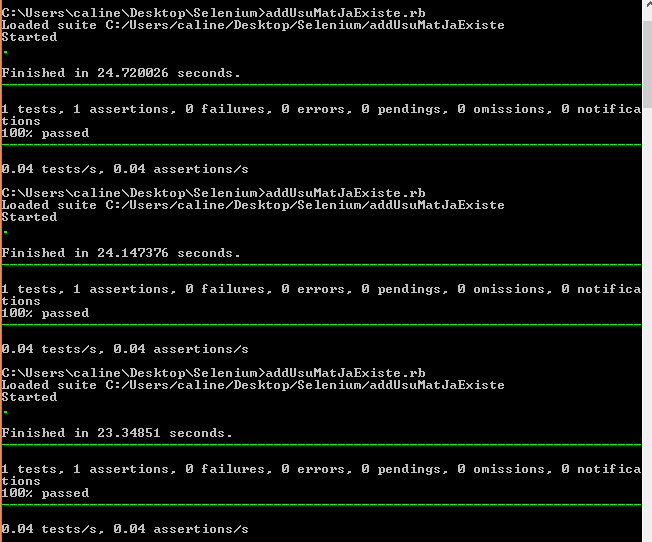 C:\Users\caline\Desktop\Selenium>addUsuMatJaExiste.rb
Loaded suite C:/Users/caline/Desktop/Selenium/addUsuMatJaExiste
Started
.
Finished in 24.720026 seconds.
1 tests, 1 assertions, 0 failures, 0 errors, 0 pendings, 0 omissions, 0 notifica
tions
100% passed
0.04 tests/s, 0.04 assertions/s
C:\Users\caline\Desktop\Selenium>addUsuMatJaExiste.rb
Loaded suite C:/Users/caline/Desktop/Selenium/addUsuMatJaExiste
Started
.
Finished in 24.147376 seconds.
1 tests, 1 assertions, 0 failures, 0 errors, 0 pendings, 0 omissions, 0 notifica
tions
100% passed
0.04 tests/s, 0.04 assertions/s
C:\Users\caline\Desktop\Selenium>addUsuMatJaExiste.rb
Loaded suite C:/Users/caline/Desktop/Selenium/addUsuMatJaExiste
Started
.
Finished in 23.34851 seconds.
1 tests, 1 assertions, 0 failures, 0 errors, 0 pendings, 0 omissions, 0 notifica
tions
100% passed
0.04 tests/s, 0.04 assertions/s